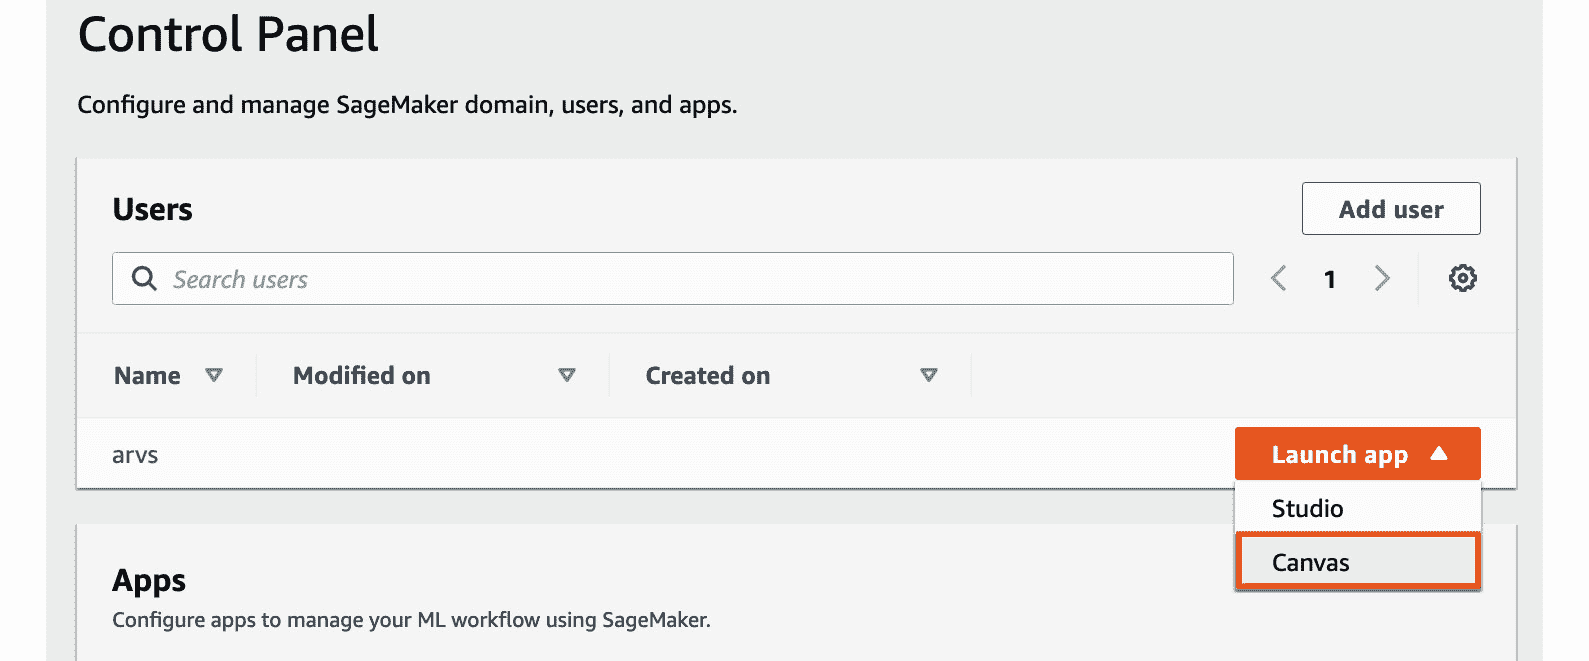 Control Panel
Configure and manage SageMaker domain, users, and apps.
Users
Add user
Search users
1
Name
Modified on
Created on
arvs
Launch app
Studio
Canvas
Apps
Configure apps to manage your ML workflow using SageMaker.